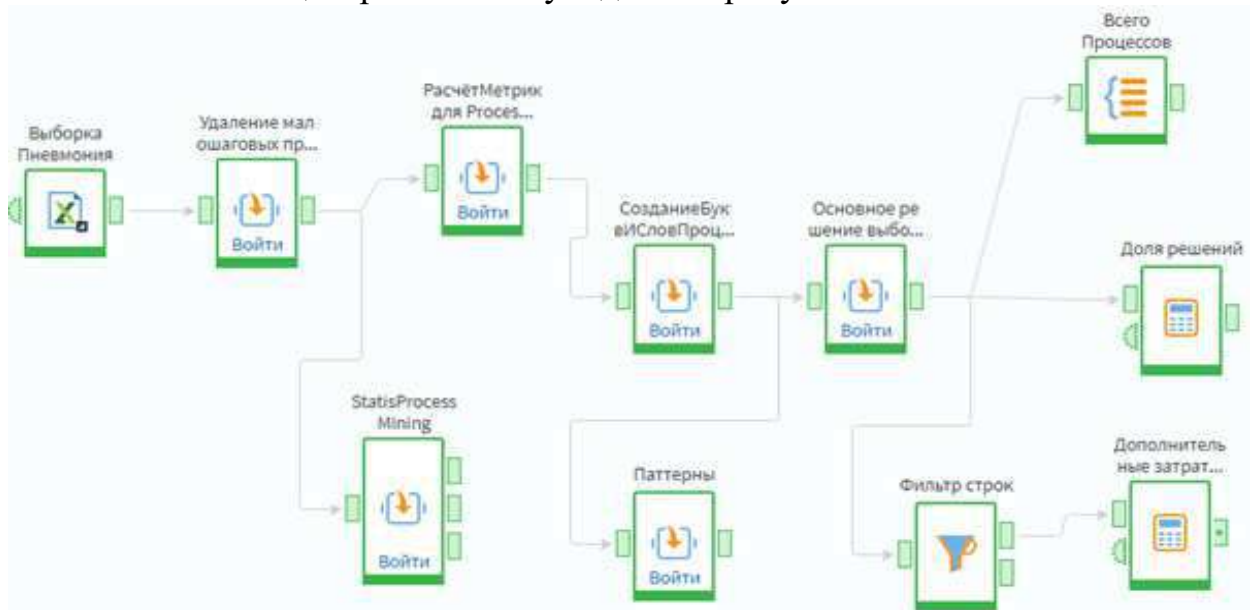 Всего
Процессов
РасчётМетрик
для Proces...
Удаление мал
ошаговых пр...
Выборка
Пневмония
Войти
Войти
СозданиеБук
вИСловПроц...
Основное ре
шение выбо...
Доля решений
Войти
Войти
StatisProcess
Mining
Паттерны
Дополнитель
ные затрат...
Фильтр строк
Войти
Войти